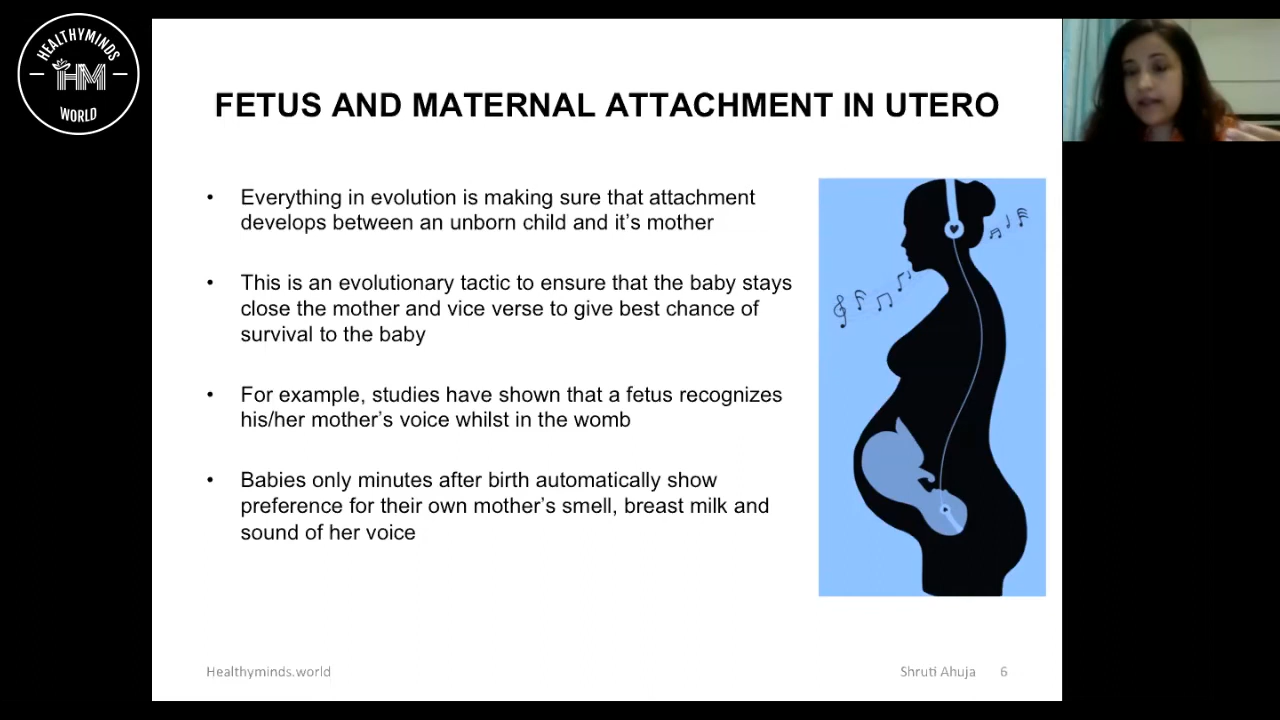 HEALTHYMINDS
HM
WORLD
FETUS AND MATERNAL ATTACHMENT IN UTERO
• Everything in evolution is making sure that attachment
develops between an unborn child and it’s mother
• This is an evolutionary tactic to ensure that the baby stays
close the mother and vice verse to give best chance of
survival to the baby
• For example, studies have shown that a fetus recognizes
his/her mother’s voice whilst in the womb
• Babies only minutes after birth automatically show
preference for their own mother’s smell, breast milk and
sound of her voice
Healthyminds.world
Shruti Ahuja 6